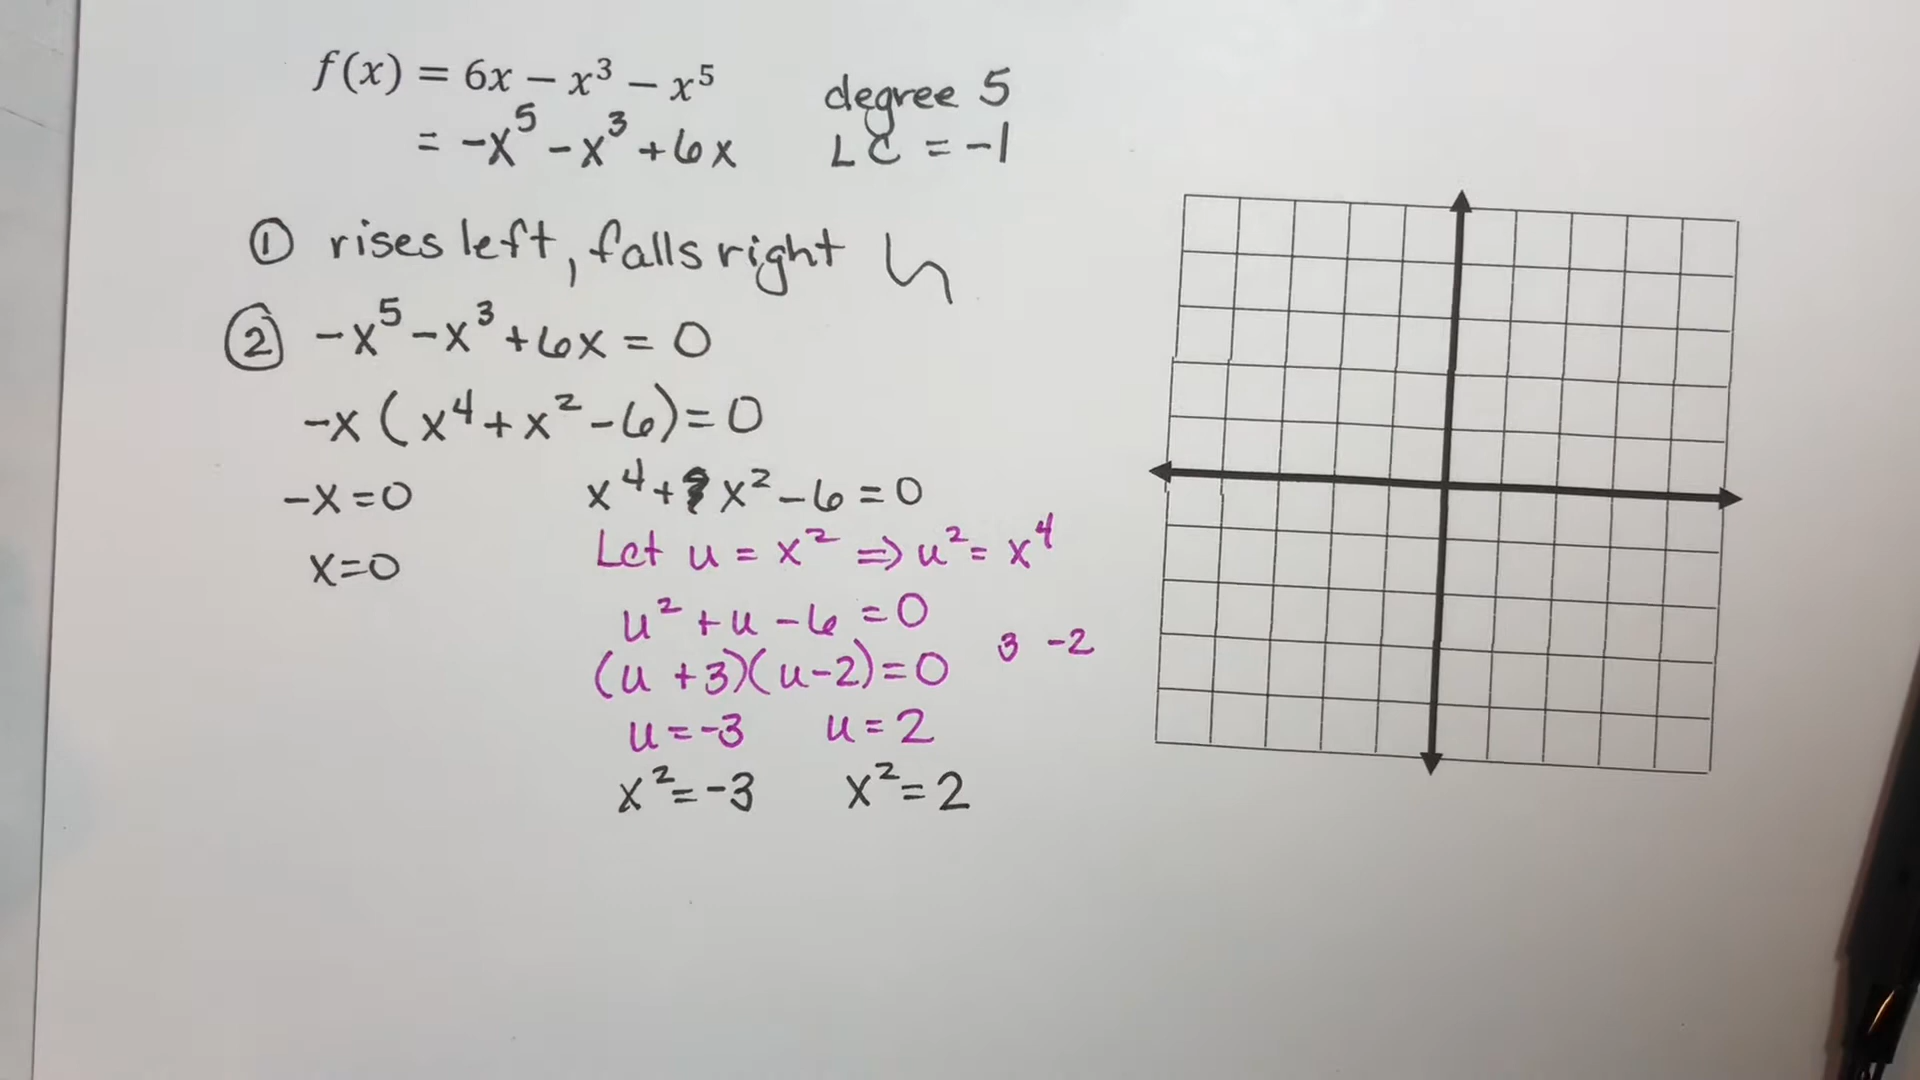 f(x) = 6x − x³ − x⁵ degree 5
= -x⁵ - x³ + 6x LC = -1
① rises left, falls right
② -x⁵ - x³ + 6x = 0
-x (x⁴ + x² - 6) = 0
-x = 0 x⁴ + x² - 6 = 0
Let u = x² ⇒ u² = x⁴
x = 0
u² + u - 6 = 0
3 -2
(u + 3)(u - 2) = 0
u = -3 u = 2
x² = -3 x² = 2